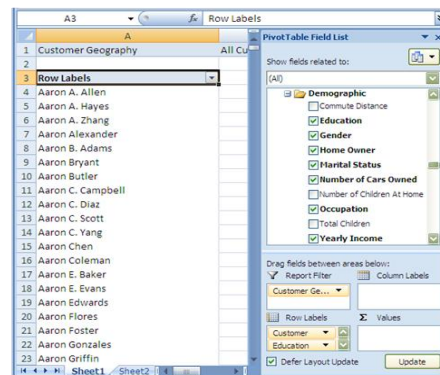 A3 fx Row Labels
A
1 Customer Geography All Cu
2
3 Row Labels
4 Aaron A. Allen
5 Aaron A. Hayes
6 Aaron A. Zhang
7 Aaron Alexander
8 Aaron B. Adams
9 Aaron Bryant
10 Aaron Butler
11 Aaron C. Campbell
12 Aaron C. Diaz
13 Aaron C. Scott
14 Aaron C. Yang
15 Aaron Chen
16 Aaron Coleman
17 Aaron E. Baker
18 Aaron E. Evans
19 Aaron Edwards
20 Aaron Flores
21 Aaron Foster
22 Aaron Gonzales
23 Aaron Griffin
Sheet1 Sheet2
PivotTable Field List
Show fields related to:
(All)
Demographic
Commute Distance
Education
Gender
Home Owner
Marital Status
Number of Cars Owned
Number of Children At Home
Occupation
Total Children
Yearly Income
Drag fields between areas below:
Report Filter Column Labels
Customer Ge...
Row Labels Σ Values
Customer
Education
Defer Layout Update Update